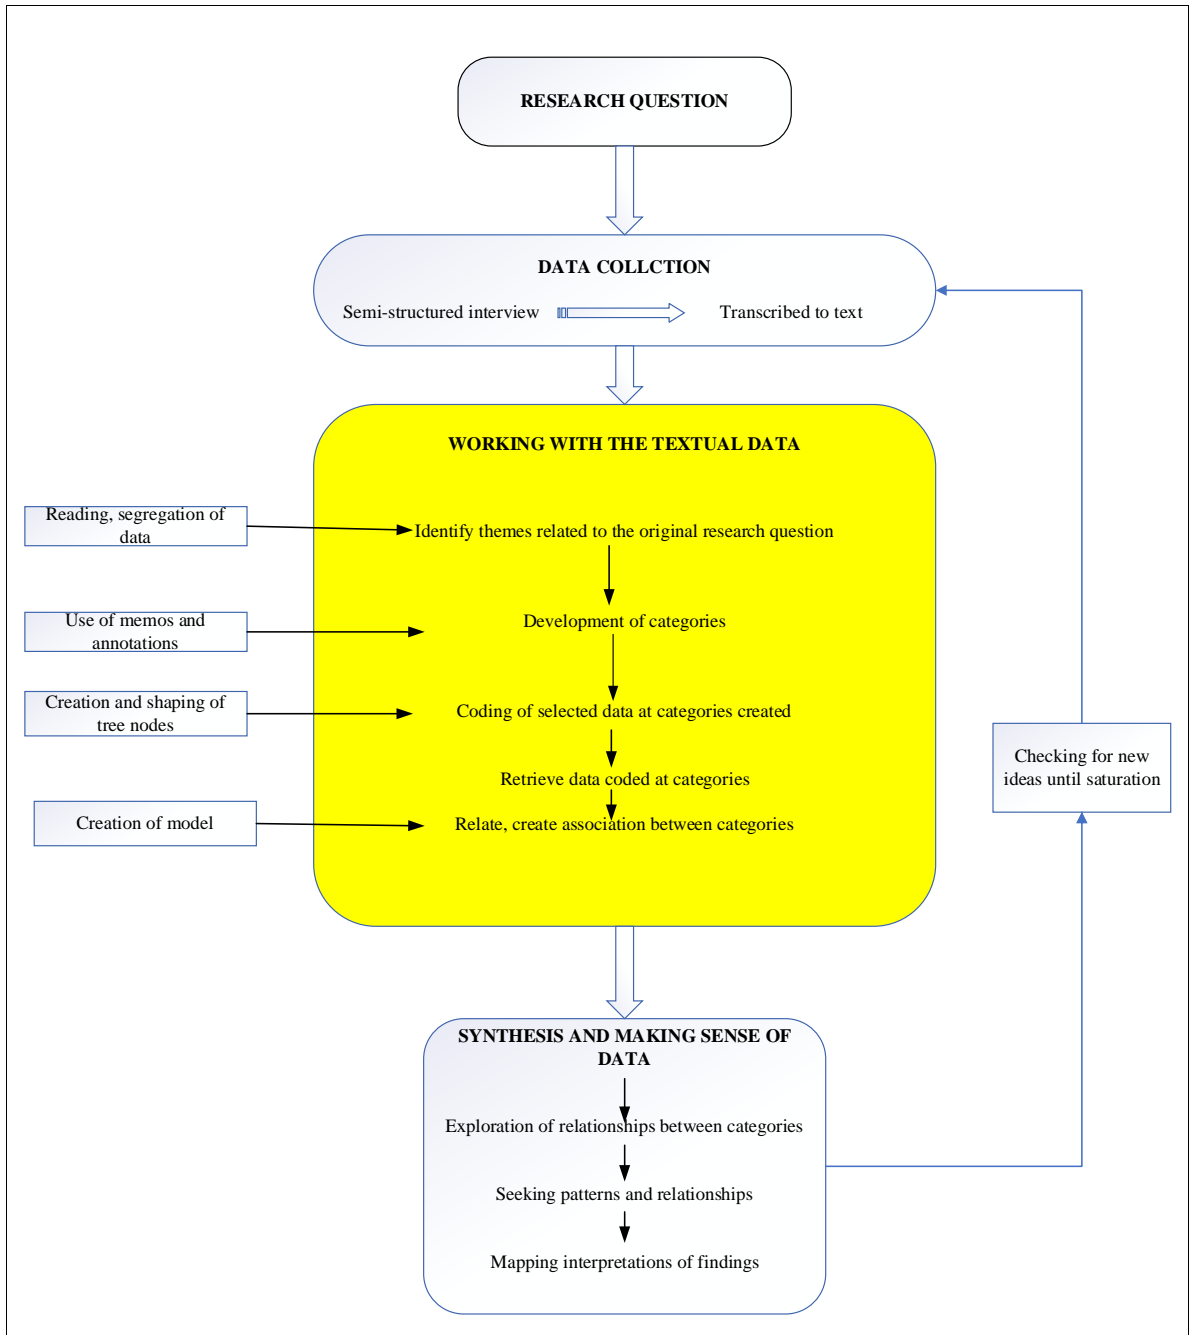 RESEARCH QUESTION
DATA COLLCTION
Semi-structured interview
Transcribed to text
WORKING WITH THE TEXTUAL DATA
Reading, segregation of
data
Identify themes related to the original research question
Use of memos and
annotations
Development of categories
Creation and shaping of
tree nodes
Coding of selected data at categories created
Retrieve data coded at categories
Creation of model
Relate, create association between categories
Checking for new
ideas until saturation
SYNTHESIS AND MAKING SENSE OF
DATA
Exploration of relationships between categories
Seeking patterns and relationships
Mapping interpretations of findings